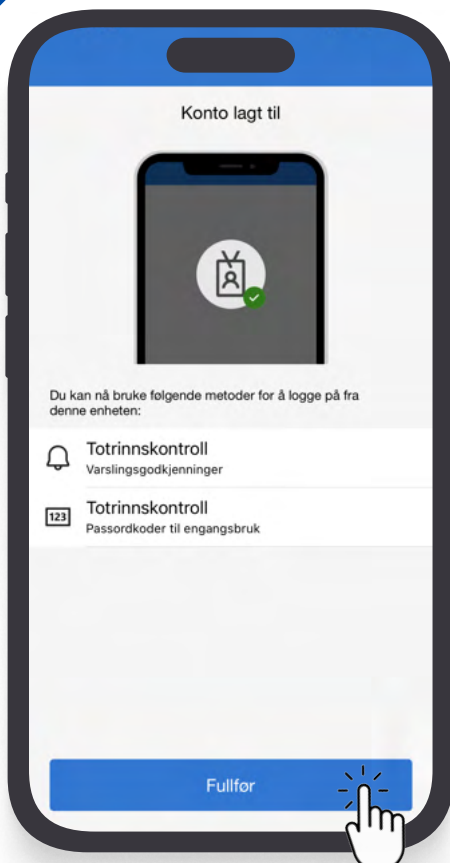 Konto lagt til
Du kan nå bruke følgende metoder for å logge på fra
denne enheten:
Totrinnskontroll
Varslingsgodkjenninger
123
Totrinnskontroll
Passordkoder til engangsbruk
Fullfør